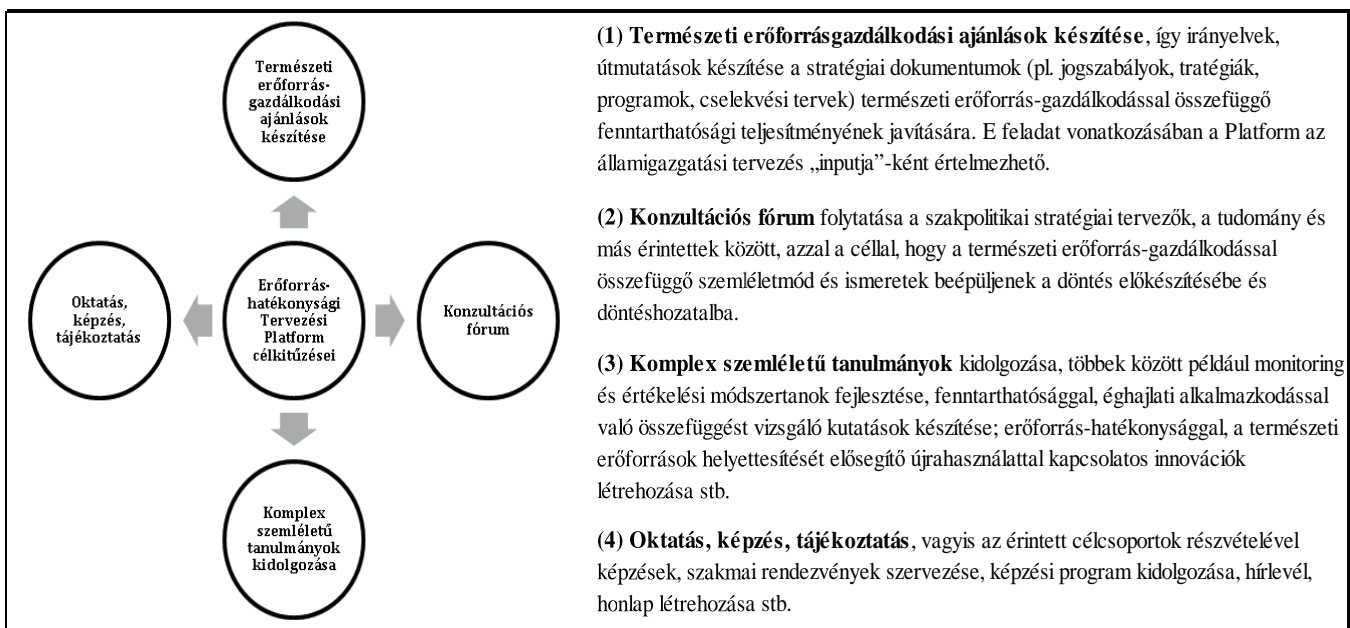 Természeti
erőforrás-
gazdálkodási
ajánlások
készítése
Oktatás,
képzés,
tájékoztatás
Erőforrás-
hatékonysági
Tervezési
Platform
célkitűzései
Konzultációs
fórum
Komplex
szemléletű
tanulmányok
kidolgozása
(1) Természeti erőforrásgazdálkodási ajánlások készítése, így irányelvek,
útmutatások készítése a stratégiai dokumentumok (pl. jogszabályok, tratégiák,
programok, cselekvési tervek) természeti erőforrás-gazdálkodással összefüggő
fenntarthatósági teljesítményének javítására. E feladat vonatkozásában a Platform az
államigazgatási tervezés „inputja”-ként értelmezhető.
(2) Konzultációs fórum folytatása a szakpolitikai stratégiai tervezők, a tudomány és
más érintettek között, azzal a céllal, hogy a természeti erőforrás-gazdálkodással
összefüggő szemléletmód és ismeretek beépüljenek a döntés előkészítésébe és
döntéshozatalba.
(3) Komplex szemléletű tanulmányok kidolgozása, többek között például monitoring
és értékelési módszertanok fejlesztése, fenntarthatósággal, éghajlati alkalmazkodással
való összefüggést vizsgáló kutatások készítése; erőforrás-hatékonysággal, a természeti
erőforrások helyettesítését elősegítő újrahasználattal kapcsolatos innovációk
létrehozása stb.
(4) Oktatás, képzés, tájékoztatás, vagyis az érintett célcsoportok részvételével
képzések, szakmai rendezvények szervezése, képzési program kidolgozása, hírlevél,
honlap létrehozása stb.